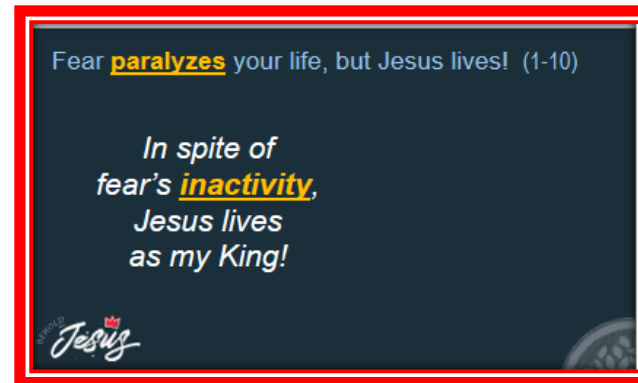 Fear paralyzes your life, but Jesus lives! (1-10)
In spite of
fear's inactivity,
Jesus lives
as my King!
BEHOLD
Jesus